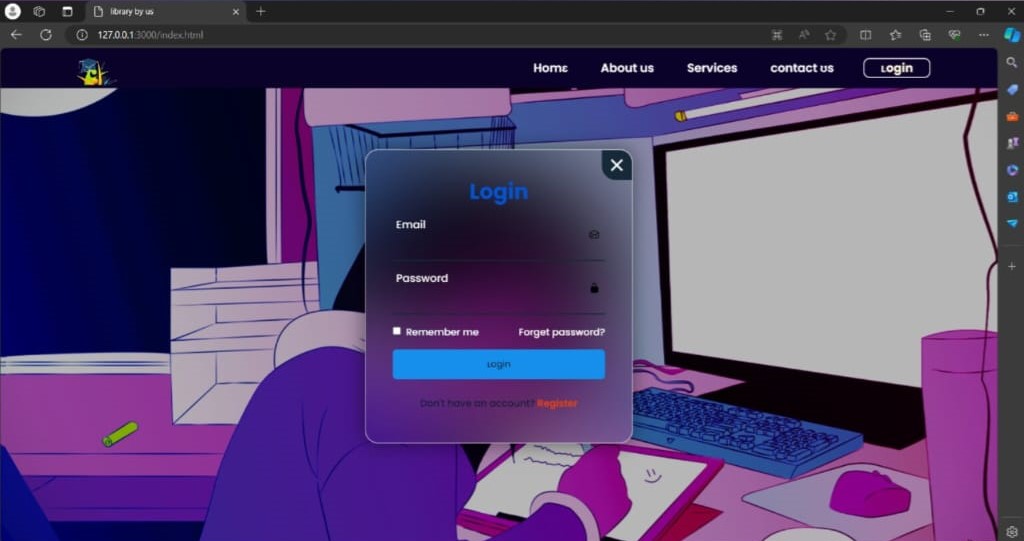 library by us
127.0.0.1:3000/index.html
Home About us Services contact us Login
Login
Email
Password
Remember me Forget password?
Login
Don't have an account? Register